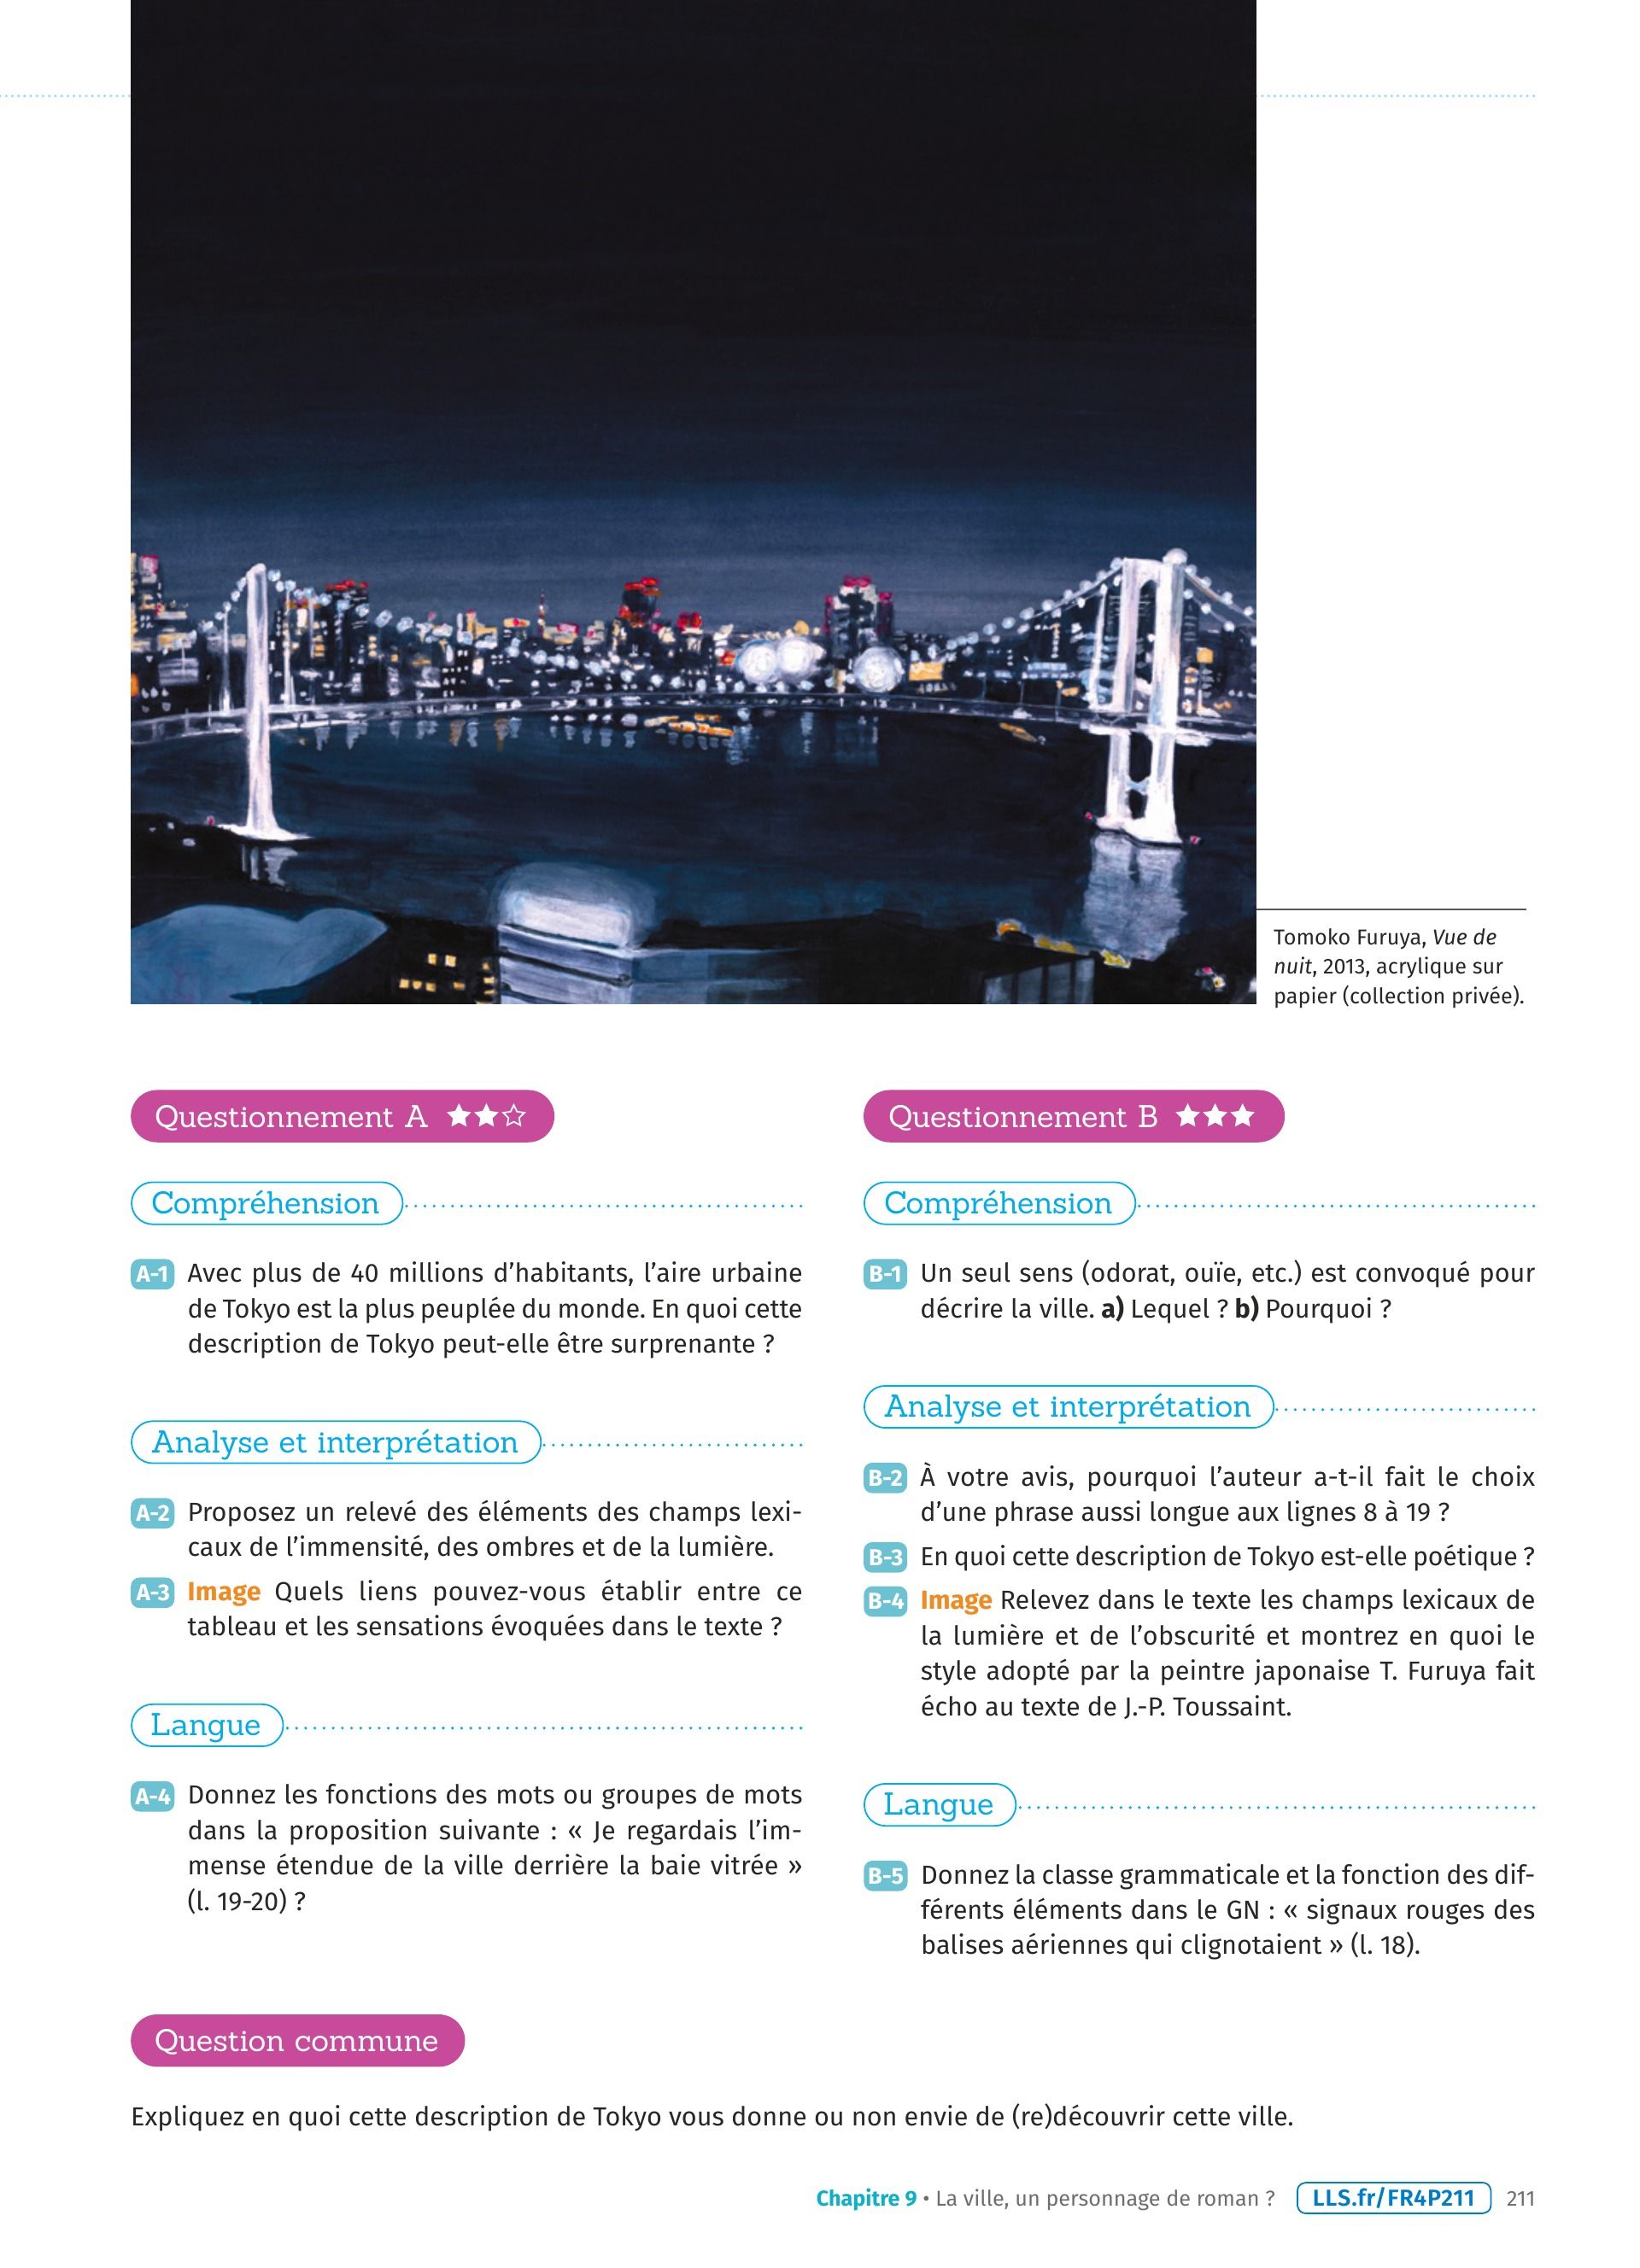 Tomoko Furuya, Vue de
nuit, 2013, acrylique sur
papier (collection privée).
Questionnement A ★★☆
Compréhension
A-1 Avec plus de 40 millions d’habitants, l’aire urbaine
de Tokyo est la plus peuplée du monde. En quoi cette
description de Tokyo peut-elle être surprenante ?
Analyse et interprétation
A-2 Proposez un relevé des éléments des champs lexi-
caux de l’immensité, des ombres et de la lumière.
A-3 Image Quels liens pouvez-vous établir entre ce
tableau et les sensations évoquées dans le texte ?
Langue
A-4 Donnez les fonctions des mots ou groupes de mots
dans la proposition suivante : « Je regardais l’im-
mense étendue de la ville derrière la baie vitrée »
(l. 19-20) ?
Questionnement B ★★★
Compréhension
B-1 Un seul sens (odorat, ouïe, etc.) est convoqué pour
décrire la ville. a) Lequel ? b) Pourquoi ?
Analyse et interprétation
B-2 À votre avis, pourquoi l’auteur a-t-il fait le choix
d’une phrase aussi longue aux lignes 8 à 19 ?
B-3 En quoi cette description de Tokyo est-elle poétique ?
B-4 Image Relevez dans le texte les champs lexicaux de
la lumière et de l’obscurité et montrez en quoi le
style adopté par la peintre japonaise T. Furuya fait
écho au texte de J.-P. Toussaint.
Langue
B-5 Donnez la classe grammaticale et la fonction des dif-
férents éléments dans le GN : « signaux rouges des
balises aériennes qui clignotaient » (l. 18).
Question commune
Expliquez en quoi cette description de Tokyo vous donne ou non envie de (re)découvrir cette ville.
Chapitre 9 • La ville, un personnage de roman ? LLS.fr/FR4P211 211